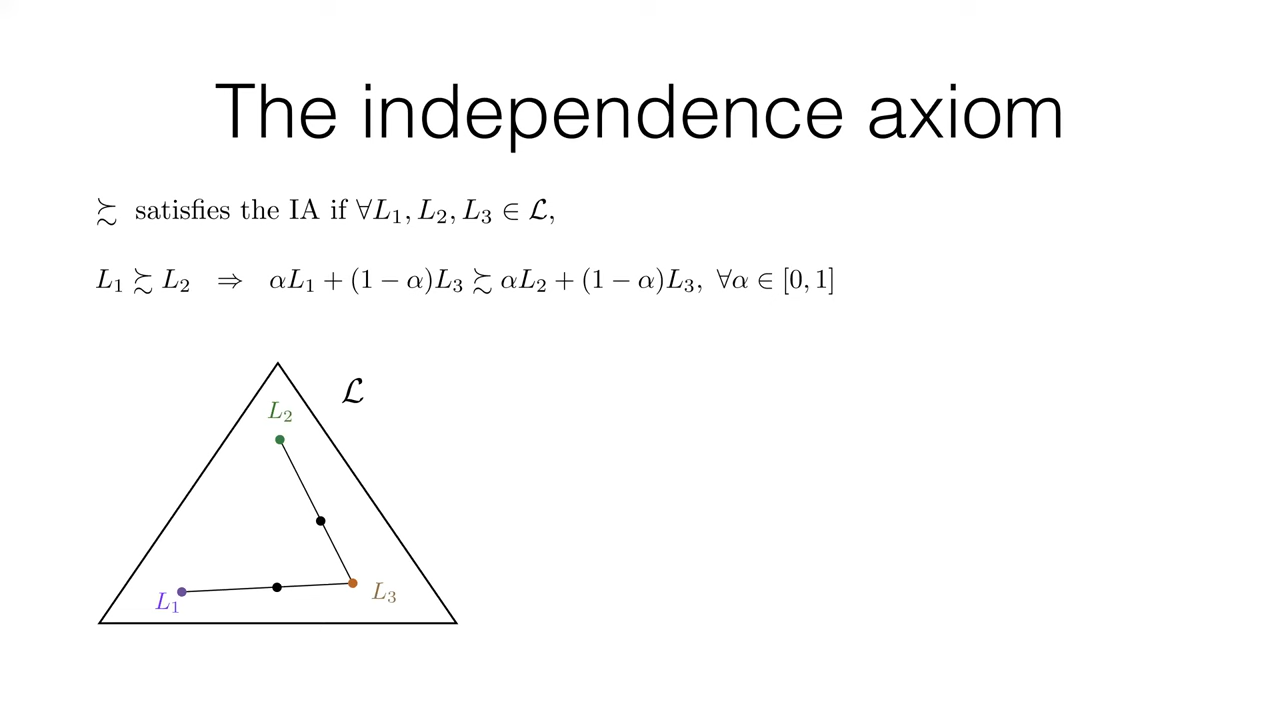 The independence axiom
≿ satisfies the IA if ∀L₁, L₂, L₃ ∈ ℒ,
L₁ ≿ L₂ ⇒ αL₁ + (1 − α)L₃ ≿ αL₂ + (1 − α)L₃, ∀α ∈ [0, 1]
ℒ
L₂
L₃
L₁